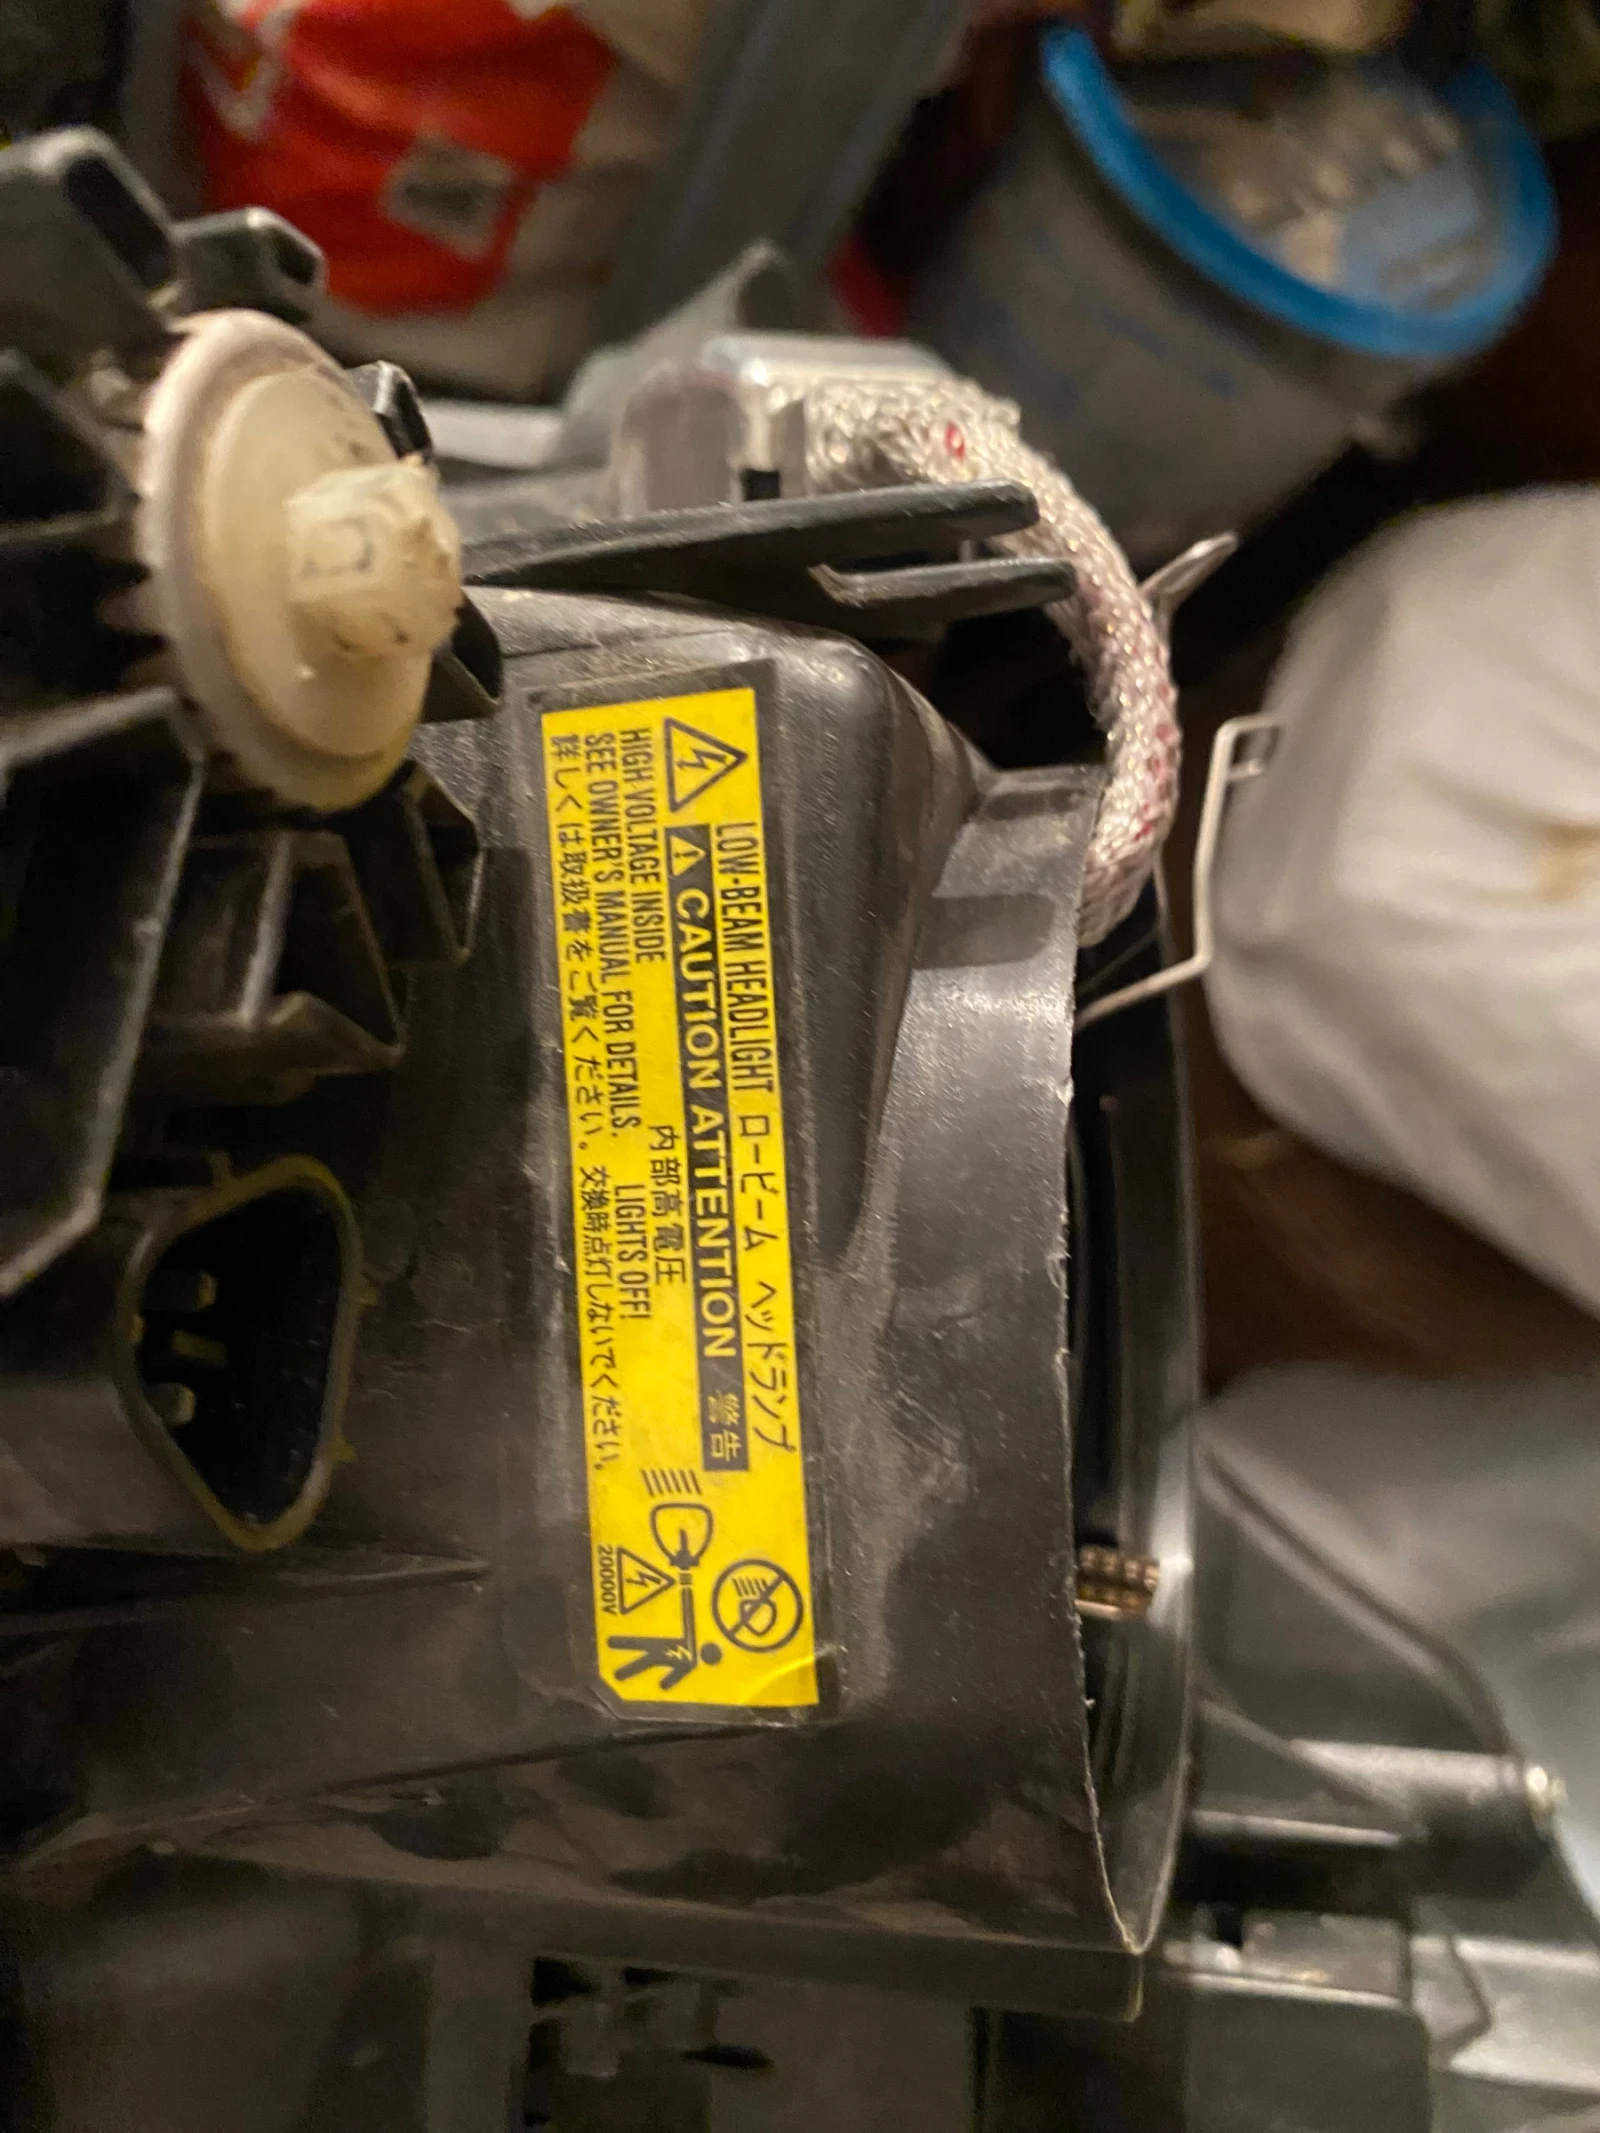 LOW-BEAM HEADLIGHT ロービーム ヘッドランプ
CAUTION ATTENTION 警告
HIGH VOLTAGE INSIDE 内部高電圧
SEE OWNER'S MANUAL FOR DETAILS. LIGHTS OFF!
詳しくは取扱書をご覧ください。交換時点灯しないでください。
20000V